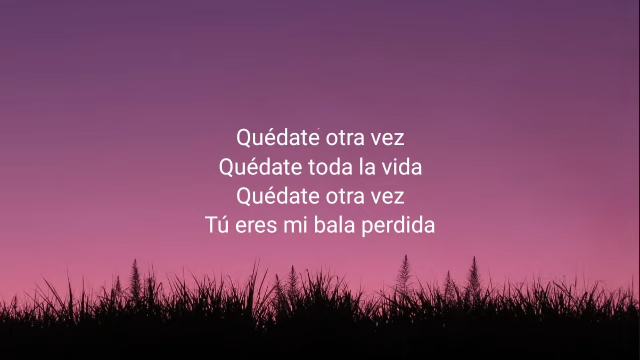 Quédate otra vez
Quédate toda la vida
Quédate otra vez
Tú eres mi bala perdida